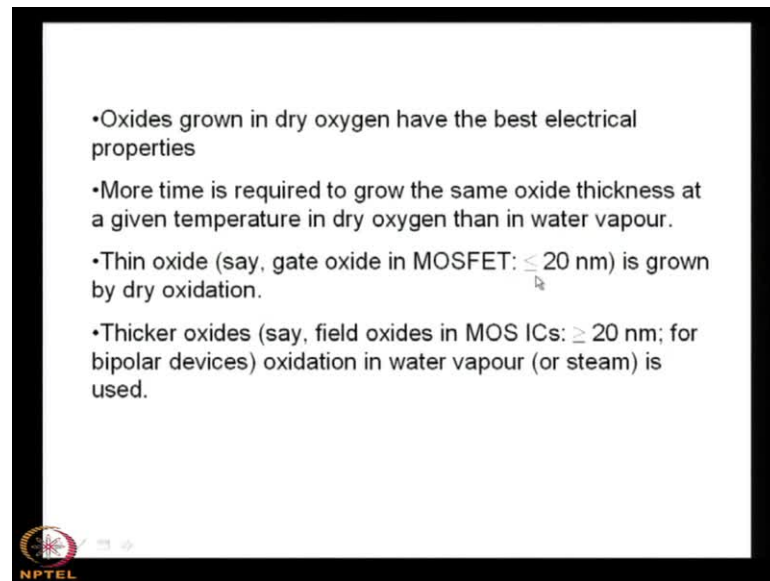 •Oxides grown in dry oxygen have the best electrical
properties
•More time is required to grow the same oxide thickness at
a given temperature in dry oxygen than in water vapour.
•Thin oxide (say, gate oxide in MOSFET: ≤ 20 nm) is grown
by dry oxidation.
•Thicker oxides (say, field oxides in MOS ICs: ≥ 20 nm; for
bipolar devices) oxidation in water vapour (or steam) is
used.
NPTEL